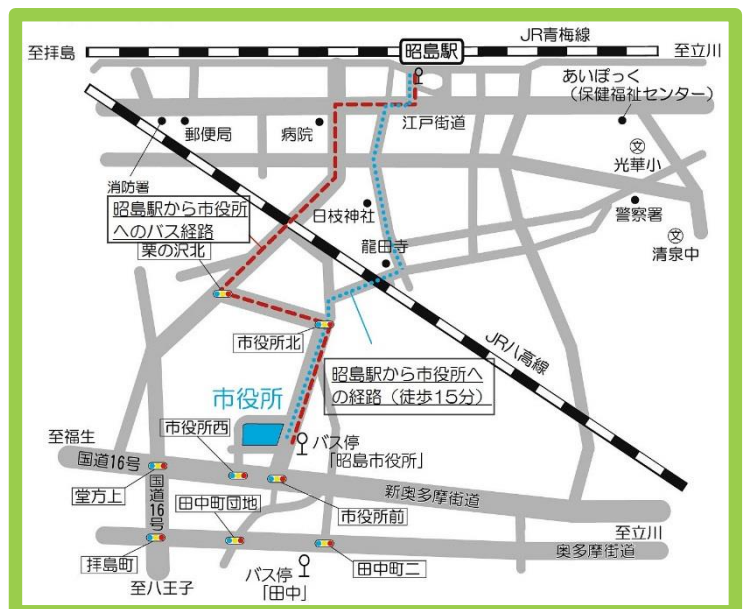 JR青梅線
至拝島
昭島駅
至立川
あいぽっく
(保健福祉センター)
江戸街道
郵便局
病院
文
光華小
消防署
昭島駅から市役所
へのバス経路
日枝神社
警察署
文
清泉中
栗の沢北
龍田寺
市役所北
JR八高線
昭島駅から市役所へ
の経路(徒歩15分)
市役所
市役所西
バス停
「昭島市役所」
至福生
国道16号
堂方上
国道16号
田中町団地
市役所前
新奥多摩街道
至立川
奥多摩街道
拝島町
田中町二
至八王子
バス停
「田中」